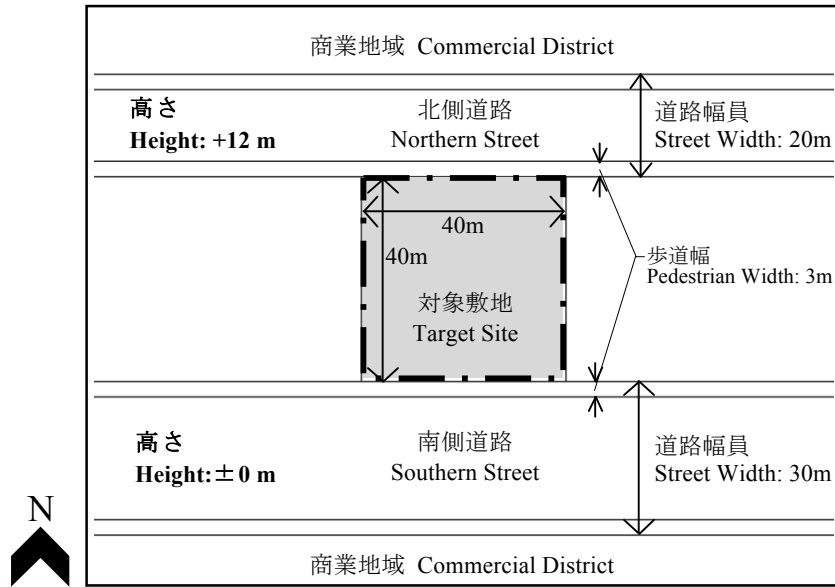 商業地域 Commercial District
高さ
Height: +12 m
北側道路
Northern Street
道路幅員
Street Width: 20m
40m
40m
歩道幅
Pedestrian Width: 3m
対象敷地
Target Site
高さ
Height:±0 m
南側道路
Southern Street
道路幅員
Street Width: 30m
N
商業地域 Commercial District